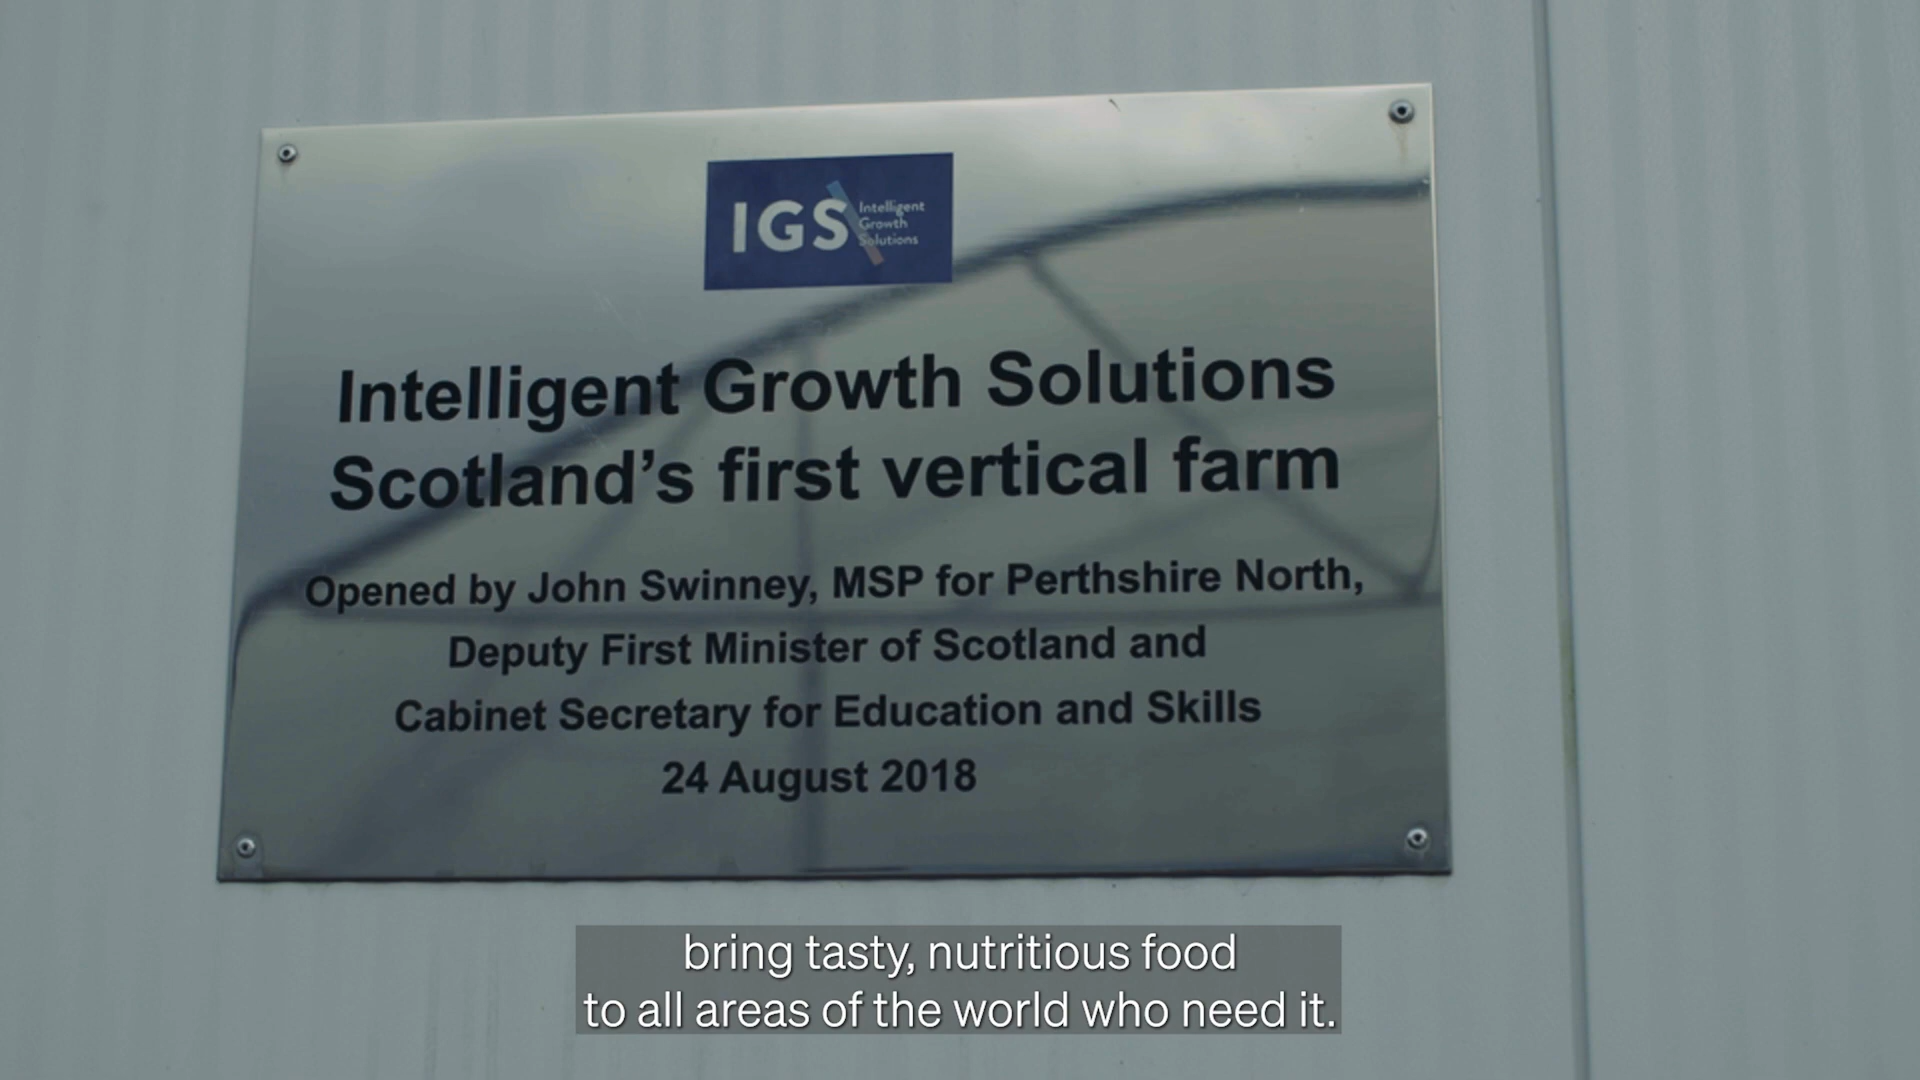 IGS
Intelligent
Growth
Solutions
Intelligent Growth Solutions
Scotland's first vertical farm
Opened by John Swinney, MSP for Perthshire North,
Deputy First Minister of Scotland and
Cabinet Secretary for Education and Skills
24 August 2018
bring tasty, nutritious food
to all areas of the world who need it.